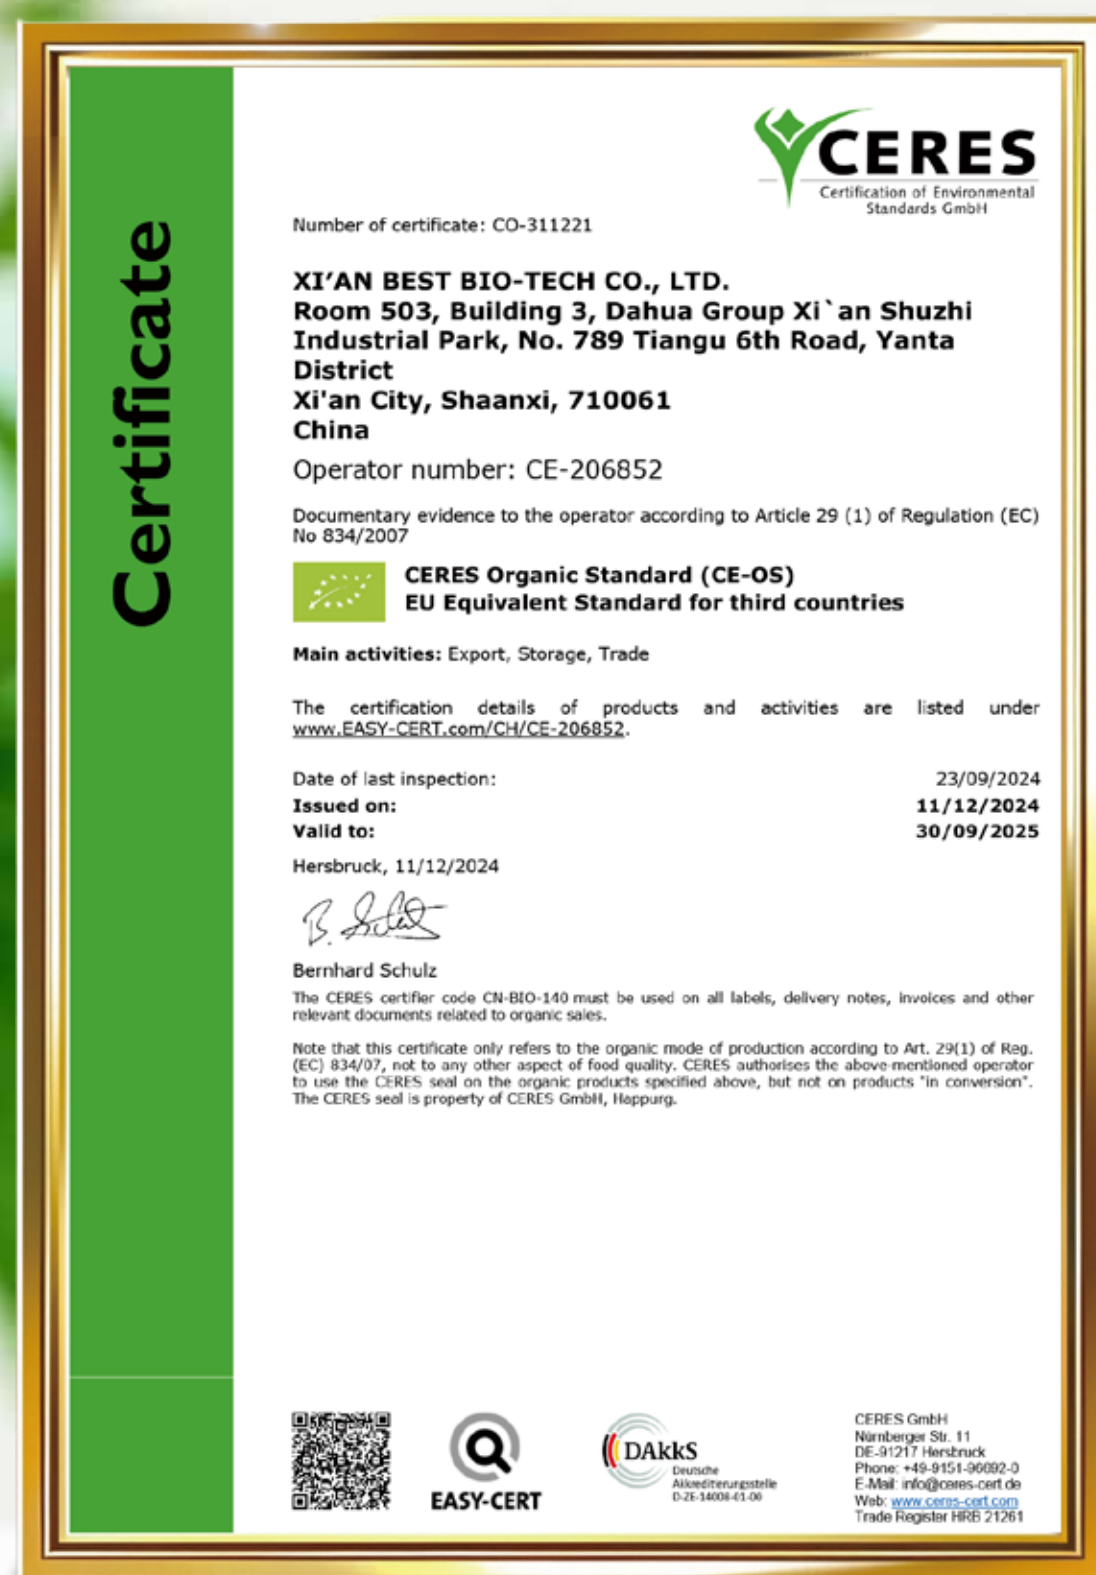 Certificate
CERES
Certification of Environmental
Standards GmbH
Number of certificate: CO-311221
XI’AN BEST BIO-TECH CO., LTD.
Room 503, Building 3, Dahua Group Xi`an Shuzhi
Industrial Park, No. 789 Tiangu 6th Road, Yanta
District
Xi'an City, Shaanxi, 710061
China
Operator number: CE-206852
Documentary evidence to the operator according to Article 29 (1) of Regulation (EC)
No 834/2007
CERES Organic Standard (CE-OS)
EU Equivalent Standard for third countries
Main activities: Export, Storage, Trade
The certification details of products and activities are listed under
www.EASY-CERT.com/CH/CE-206852.
Date of last inspection: 23/09/2024
Issued on: 11/12/2024
Valid to: 30/09/2025
Hersbruck, 11/12/2024
Bernhard Schulz
The CERES certifier code CN-BIO-140 must be used on all labels, delivery notes, invoices and other
relevant documents related to organic sales.
Note that this certificate only refers to the organic mode of production according to Art. 29(1) of Reg.
(EC) 834/07, not to any other aspect of food quality. CERES authorises the above-mentioned operator
to use the CERES seal on the organic products specified above, but not on products "in conversion".
The CERES seal is property of CERES GmbH, Happurg.
EASY-CERT
DAkkS
Deutsche
Akkreditierungsstelle
D-ZE-14008-01-00
CERES GmbH
Nürnberger Str. 11
DE-91217 Hersbruck
Phone: +49-9151-96692-0
E-Mail: info@ceres-cert.de
Web: www.ceres-cert.com
Trade Register HRB 21261